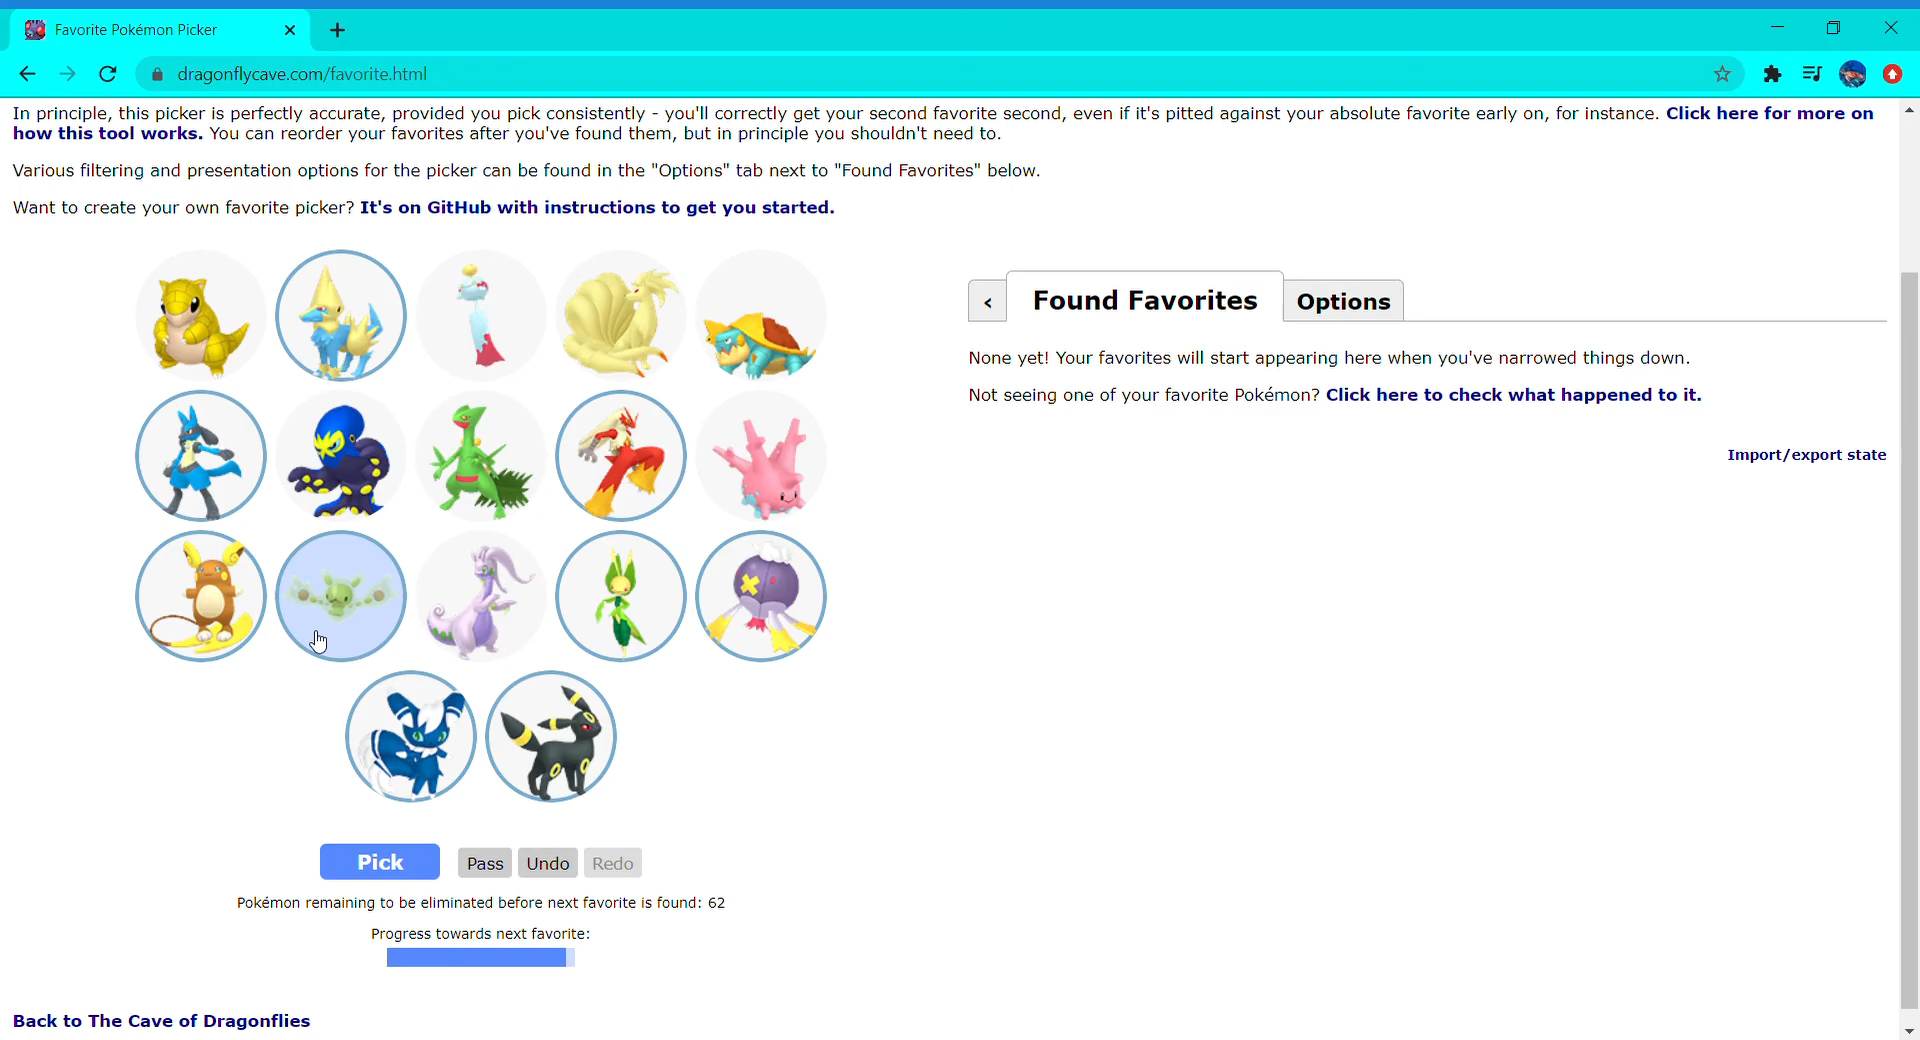 Favorite Pokémon Picker
dragonflycave.com/favorite.html
In principle, this picker is perfectly accurate, provided you pick consistently - you'll correctly get your second favorite second, even if it's pitted against your absolute favorite early on, for instance. Click here for more on
how this tool works. You can reorder your favorites after you've found them, but in principle you shouldn't need to.
Various filtering and presentation options for the picker can be found in the "Options" tab next to "Found Favorites" below.
Want to create your own favorite picker? It's on GitHub with instructions to get you started.
‹ Found Favorites Options
None yet! Your favorites will start appearing here when you've narrowed things down.
Not seeing one of your favorite Pokémon? Click here to check what happened to it.
Import/export state
Pick Pass Undo Redo
Pokémon remaining to be eliminated before next favorite is found: 62
Progress towards next favorite:
Back to The Cave of Dragonflies